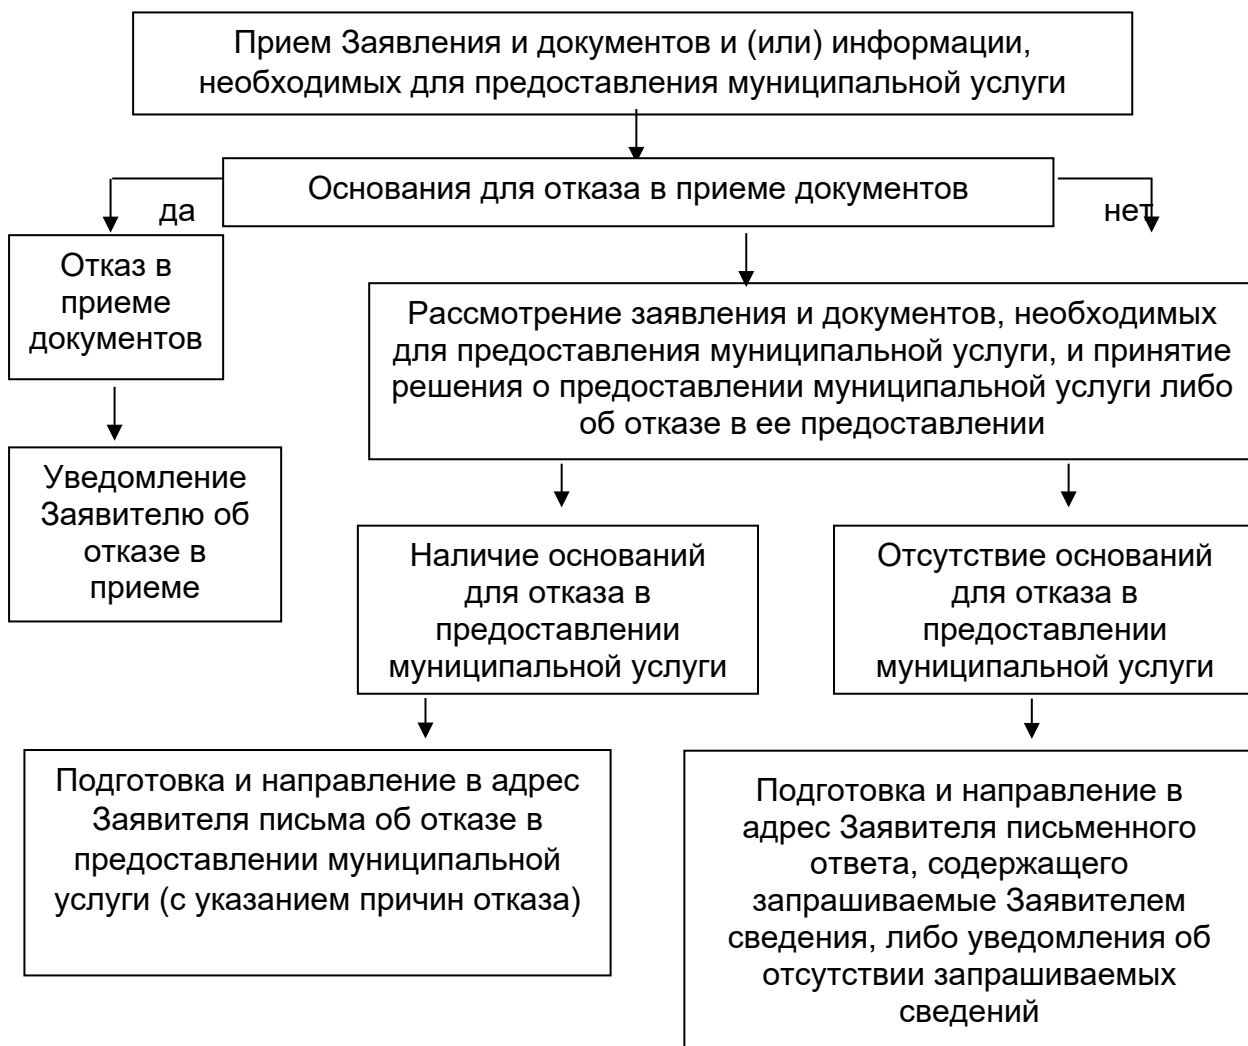 Прием Заявления и документов и (или) информации,
необходимых для предоставления муниципальной услуги
Основания для отказа в приеме документов
да
нет
Отказ в
приеме
документов
Рассмотрение заявления и документов, необходимых
для предоставления муниципальной услуги, и принятие
решения о предоставлении муниципальной услуги либо
об отказе в ее предоставлении
Уведомление
Заявителю об
отказе в
приеме
Наличие оснований
для отказа в
предоставлении
муниципальной услуги
Отсутствие оснований
для отказа в
предоставлении
муниципальной услуги
Подготовка и направление в адрес
Заявителя письма об отказе в
предоставлении муниципальной
услуги (с указанием причин отказа)
Подготовка и направление в
адрес Заявителя письменного
ответа, содержащего
запрашиваемые Заявителем
сведения, либо уведомления об
отсутствии запрашиваемых
сведений